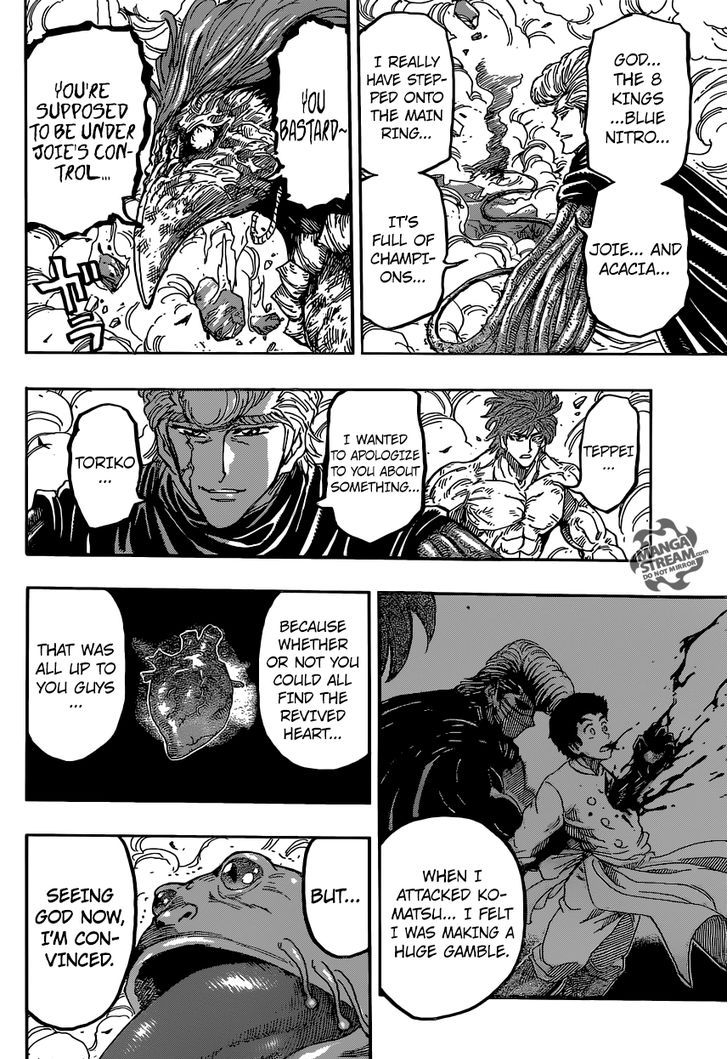 GOD...
THE 8
KINGS
...BLUE
NITRO...
JOIE... AND
ACACIA...
I REALLY
HAVE STEP-
PED ONTO
THE MAIN
RING...
IT'S
FULL OF
CHAMPI-
ONS...
YOU
BASTARD~
YOU'RE
SUPPOSED
TO BE UNDER
JOIE'S CON-
TROL...
ガラ
TEPPEI
...
I WANTED
TO APOLOGIZE
TO YOU ABOUT
SOMETHING...
TORIKO
...
MANGA
STREAM.com
DO NOT MIRROR
WHEN I
ATTACKED KO-
MATSU... I FELT
I WAS MAKING A
HUGE GAMBLE.
BECAUSE
WHETHER
OR NOT YOU
COULD ALL
FIND THE
REVIVED
HEART...
THAT WAS
ALL UP TO
YOU GUYS
...
BUT...
SEEING
GOD NOW,
I'M CON-
VINCED.